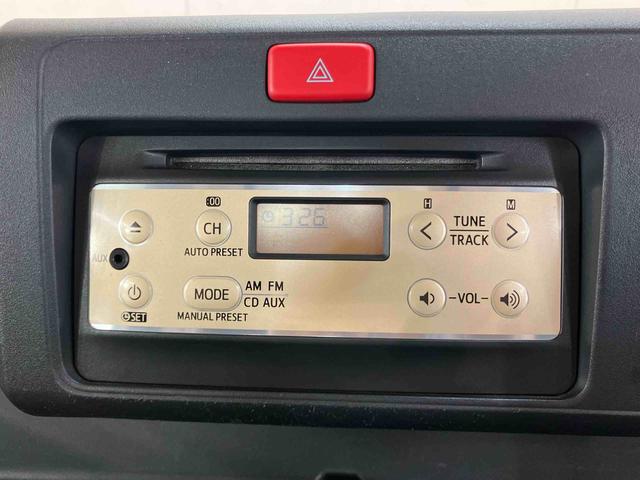 :00 H M
CH 3:26 TUNE
AUTO PRESET TRACK
AUX
MODE AM FM -VOL-
CD AUX
SET MANUAL PRESET